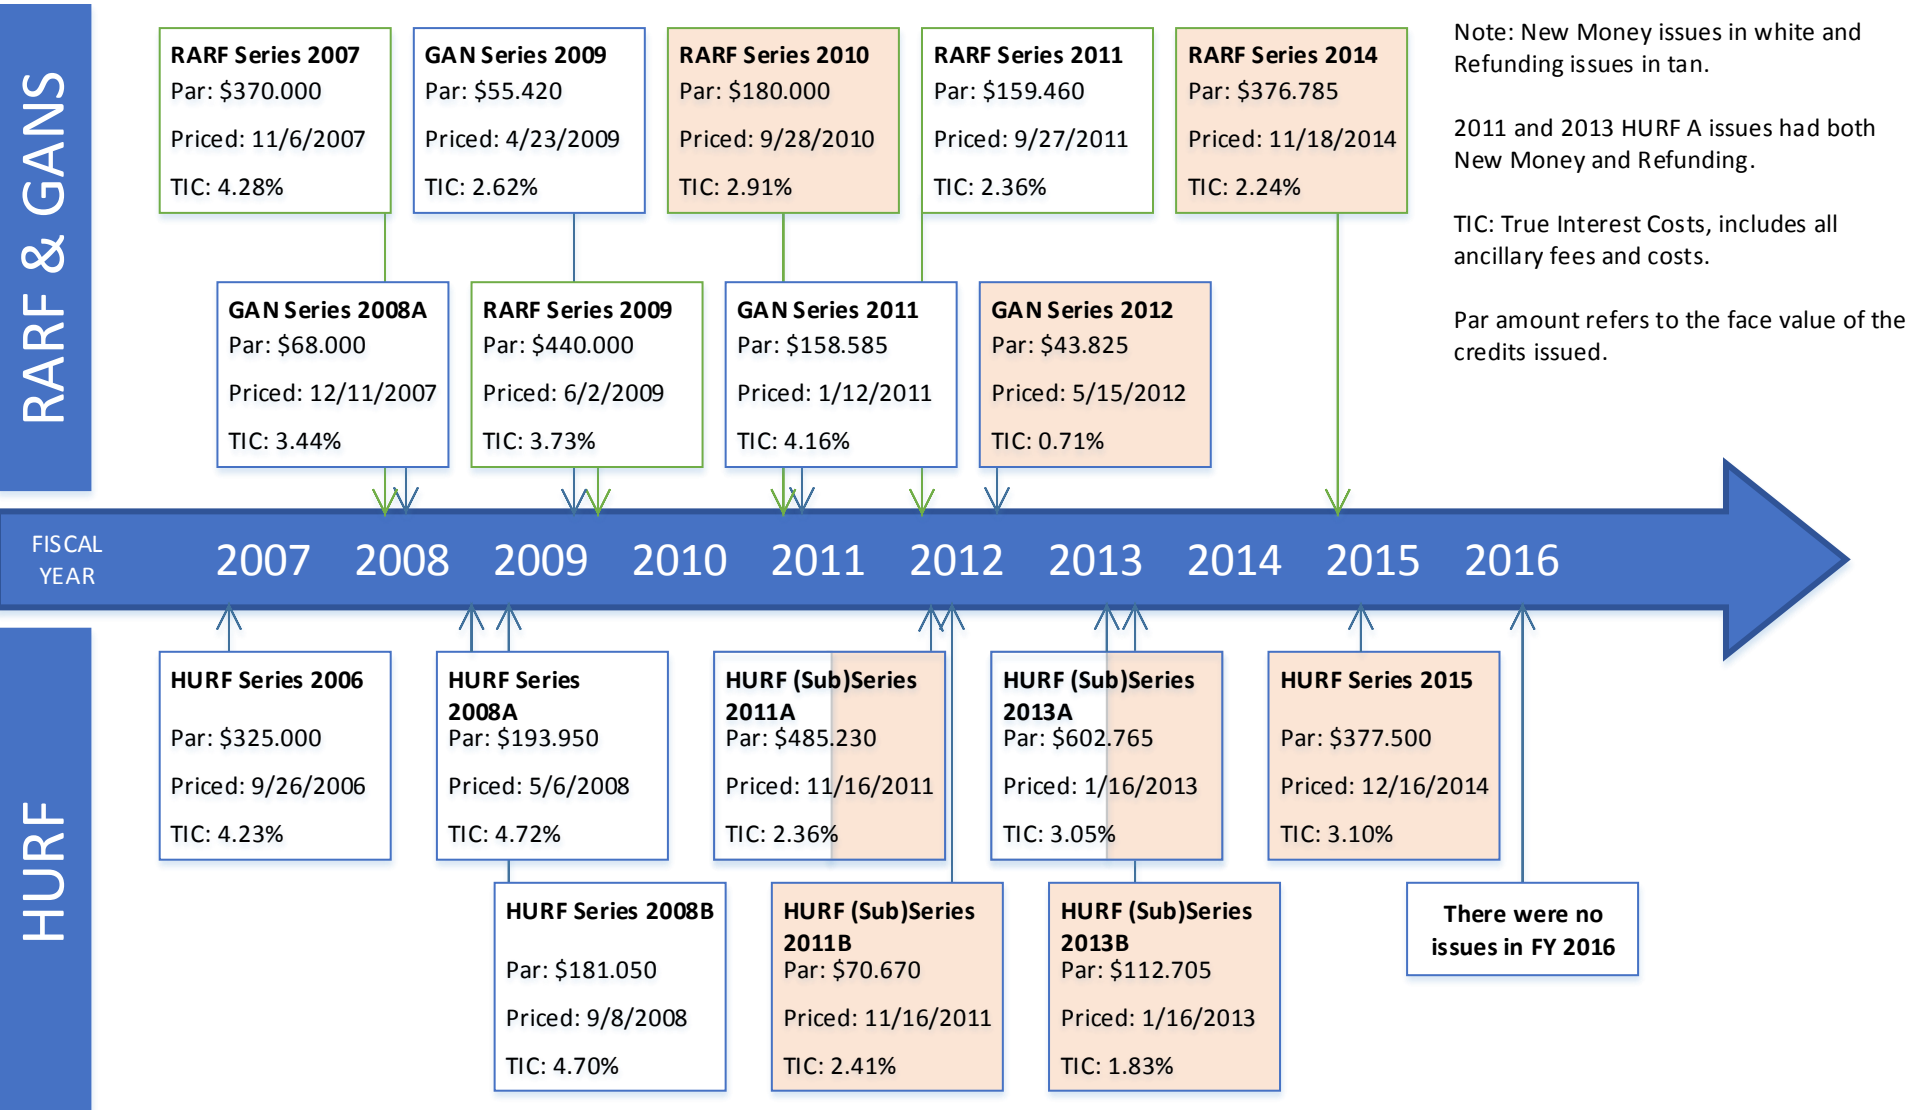 RARF & GANS
RARF Series 2007
Par: $370.000
Priced: 11/6/2007
TIC: 4.28%
GAN Series 2009
Par: $55.420
Priced: 4/23/2009
TIC: 2.62%
RARF Series 2010
Par: $180.000
Priced: 9/28/2010
TIC: 2.91%
RARF Series 2011
Par: $159.460
Priced: 9/27/2011
TIC: 2.36%
RARF Series 2014
Par: $376.785
Priced: 11/18/2014
TIC: 2.24%
Note: New Money issues in white and
Refunding issues in tan.
2011 and 2013 HURF A issues had both
New Money and Refunding.
TIC: True Interest Costs, includes all
ancillary fees and costs.
Par amount refers to the face value of the
credits issued.
GAN Series 2008A
Par: $68.000
Priced: 12/11/2007
TIC: 3.44%
RARF Series 2009
Par: $440.000
Priced: 6/2/2009
TIC: 3.73%
GAN Series 2011
Par: $158.585
Priced: 1/12/2011
TIC: 4.16%
GAN Series 2012
Par: $43.825
Priced: 5/15/2012
TIC: 0.71%
FISCAL
YEAR
2007 2008 2009 2010 2011 2012 2013 2014 2015 2016
HURF
HURF Series 2006
Par: $325.000
Priced: 9/26/2006
TIC: 4.23%
HURF Series
2008A
Par: $193.950
Priced: 5/6/2008
TIC: 4.72%
HURF (Sub)Series
2011A
Par: $485.230
Priced: 11/16/2011
TIC: 2.36%
HURF (Sub)Series
2013A
Par: $602.765
Priced: 1/16/2013
TIC: 3.05%
HURF Series 2015
Par: $377.500
Priced: 12/16/2014
TIC: 3.10%
HURF Series 2008B
Par: $181.050
Priced: 9/8/2008
TIC: 4.70%
HURF (Sub)Series
2011B
Par: $70.670
Priced: 11/16/2011
TIC: 2.41%
HURF (Sub)Series
2013B
Par: $112.705
Priced: 1/16/2013
TIC: 1.83%
There were no
issues in FY 2016